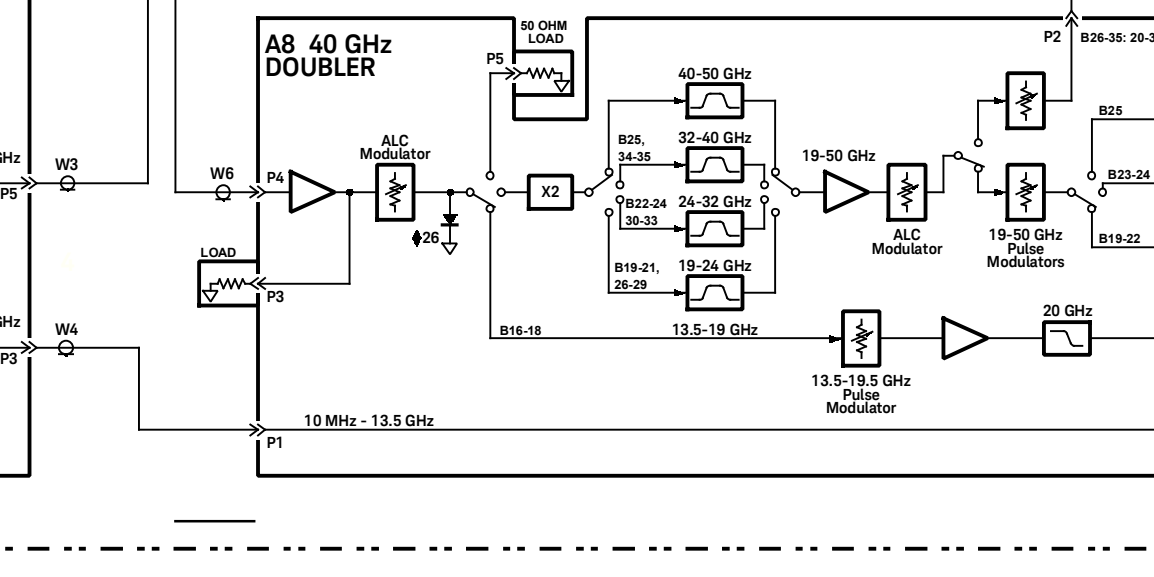 A8 40 GHz
DOUBLER
50 OHM
LOAD
P5
P2
B26-35: 20-3
GHz
P5
W3
W6
P4
ALC
Modulator
26
LOAD
P3
X2
B25,
34-35
B22-24
30-33
B19-21,
26-29
40-50 GHz
32-40 GHz
24-32 GHz
19-24 GHz
19-50 GHz
ALC
Modulator
19-50 GHz
Pulse
Modulators
B25
B23-24
B19-22
GHz
P3
W4
B16-18
13.5-19 GHz
13.5-19.5 GHz
Pulse
Modulator
20 GHz
10 MHz - 13.5 GHz
P1